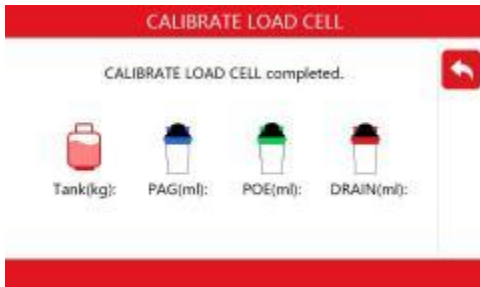 CALIBRATE LOAD CELL
CALIBRATE LOAD CELL completed.
Tank(kg): PAG(ml): POE(ml): DRAIN(ml):